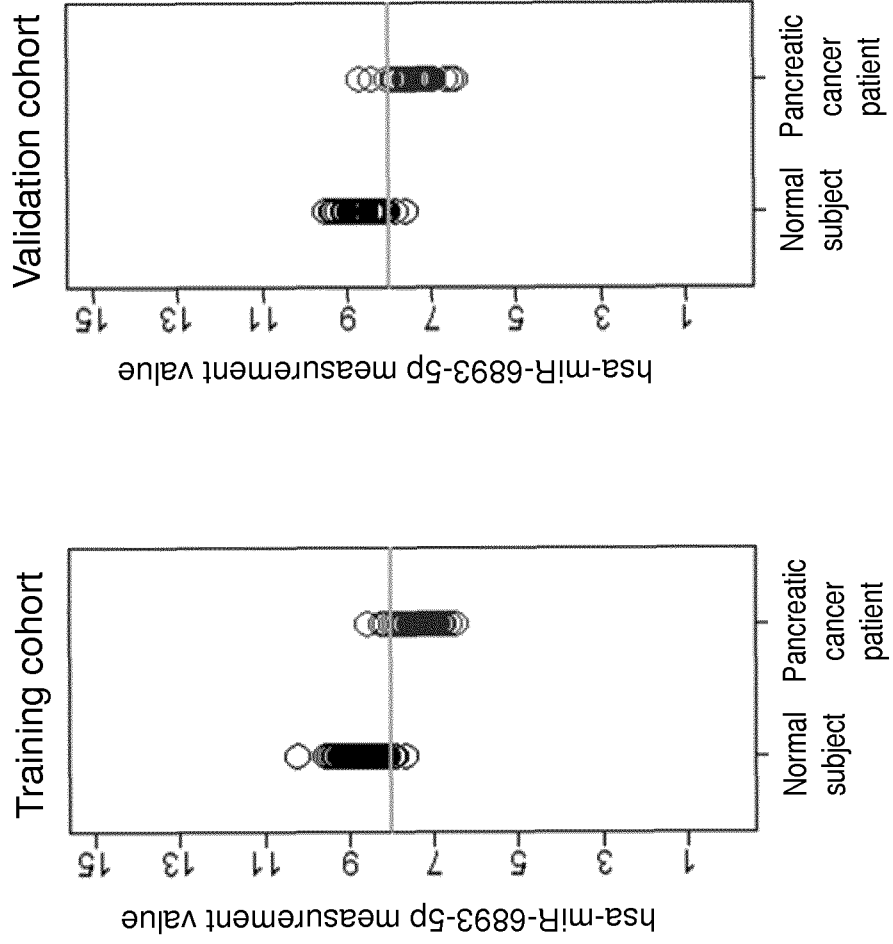 Validation cohort
15
13
11
9
7
5
3
1
hsa-miR-6893-5p measurement value
Normal
subject
Pancreatic
cancer
patient
Training cohort
15
13
11
9
7
5
3
1
hsa-miR-6893-5p measurement value
Normal
subject
Pancreatic
cancer
patient